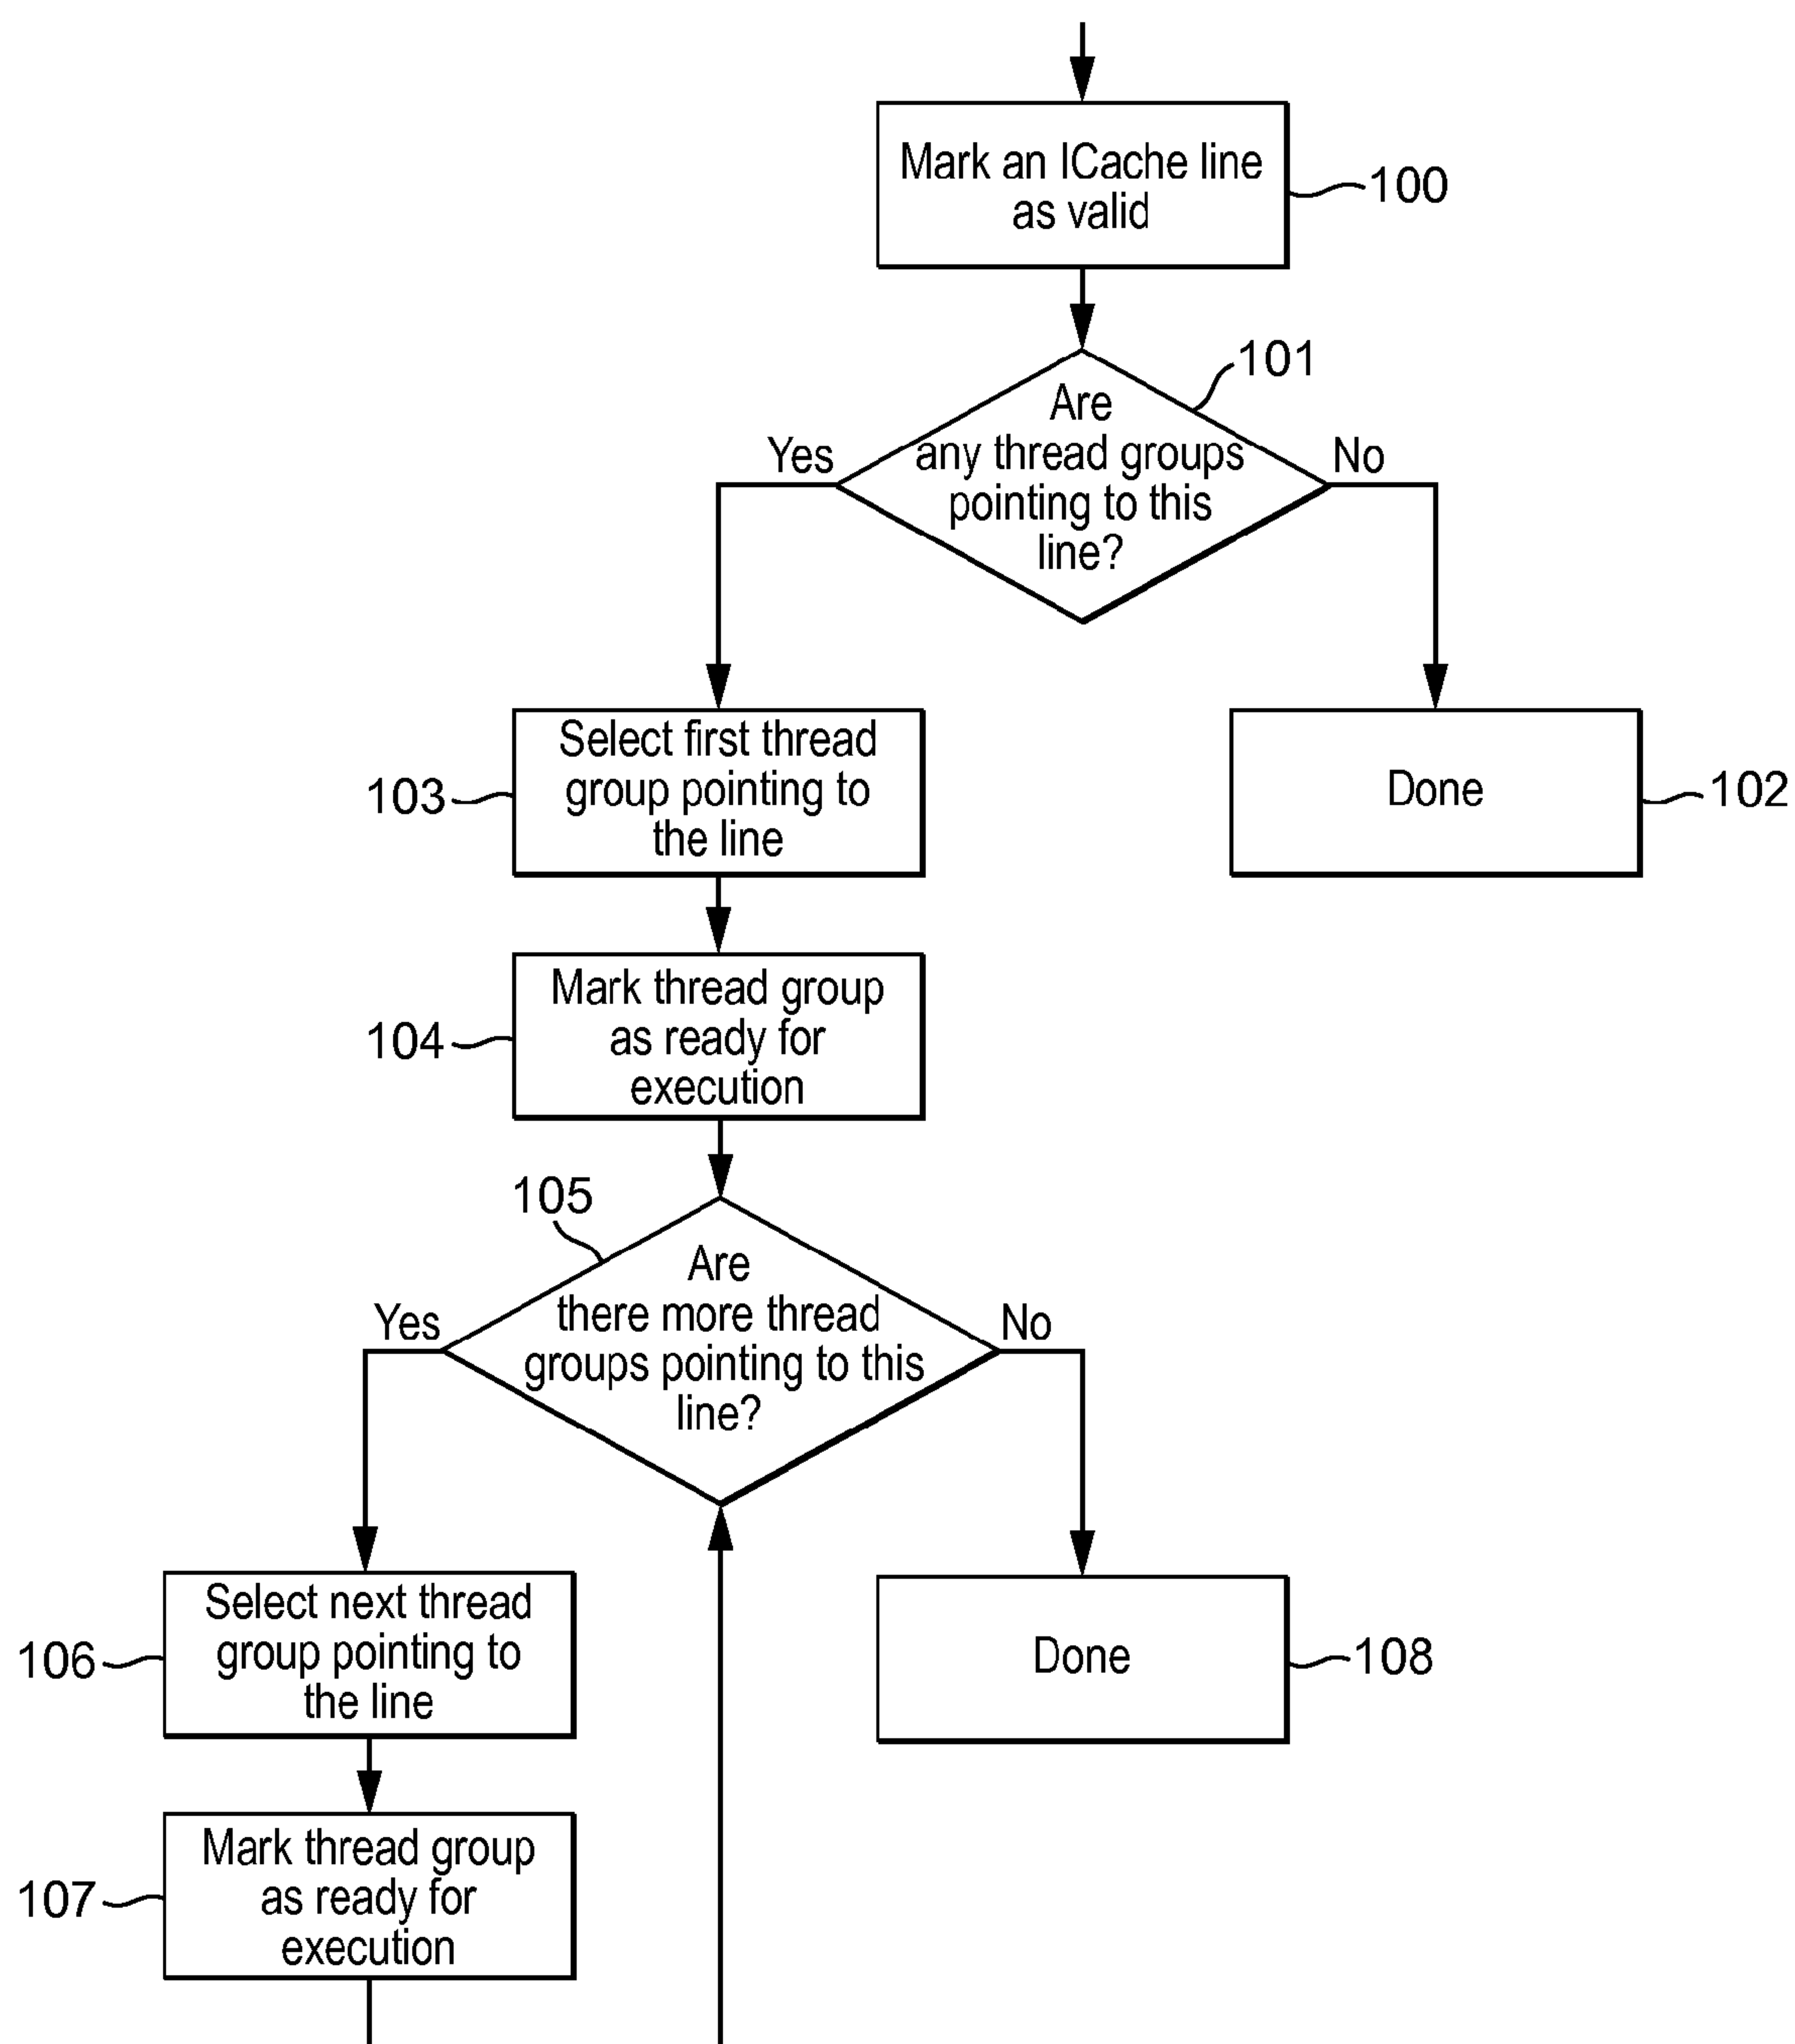 Mark an ICache line
as valid
100
101
Are
any thread groups
pointing to this
line?
Yes
No
Select first thread
group pointing to
the line
103
Done
102
Mark thread group
as ready for
execution
104
105
Are
there more thread
groups pointing to this
line?
Yes
No
Select next thread
group pointing to
the line
106
Done
108
Mark thread group
as ready for
execution
107